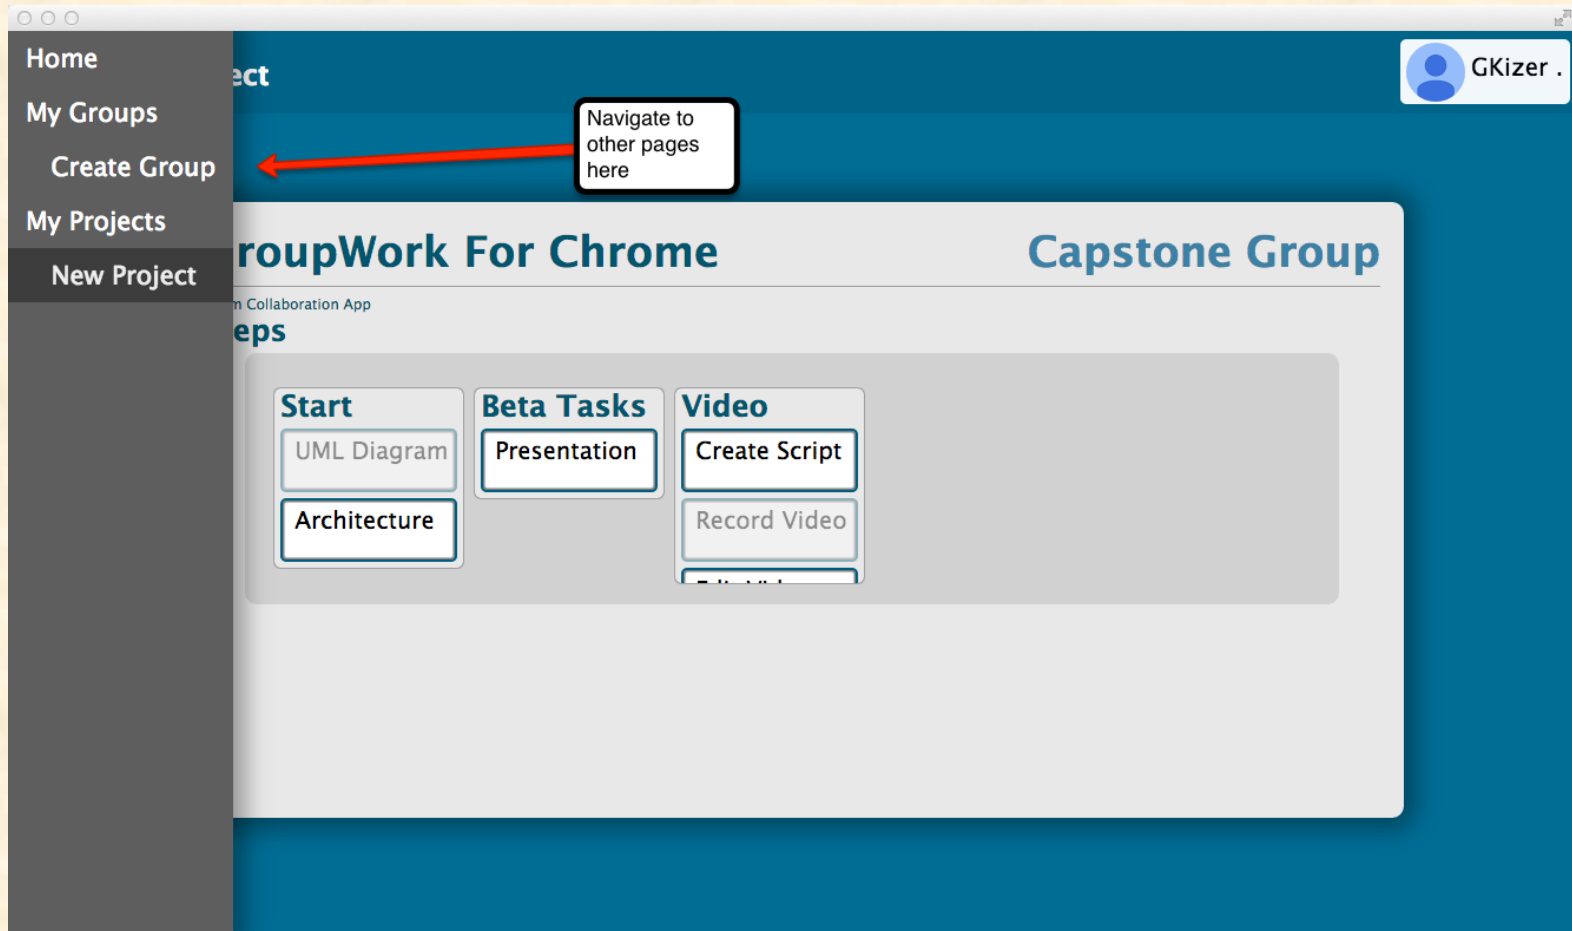 Home
My Groups
Create Group
My Projects
New Project
ect
GKizer .
Navigate to
other pages
here
roupWork For Chrome
Capstone Group
m Collaboration App
eps
Start
UML Diagram
Architecture
Beta Tasks
Presentation
Video
Create Script
Record Video